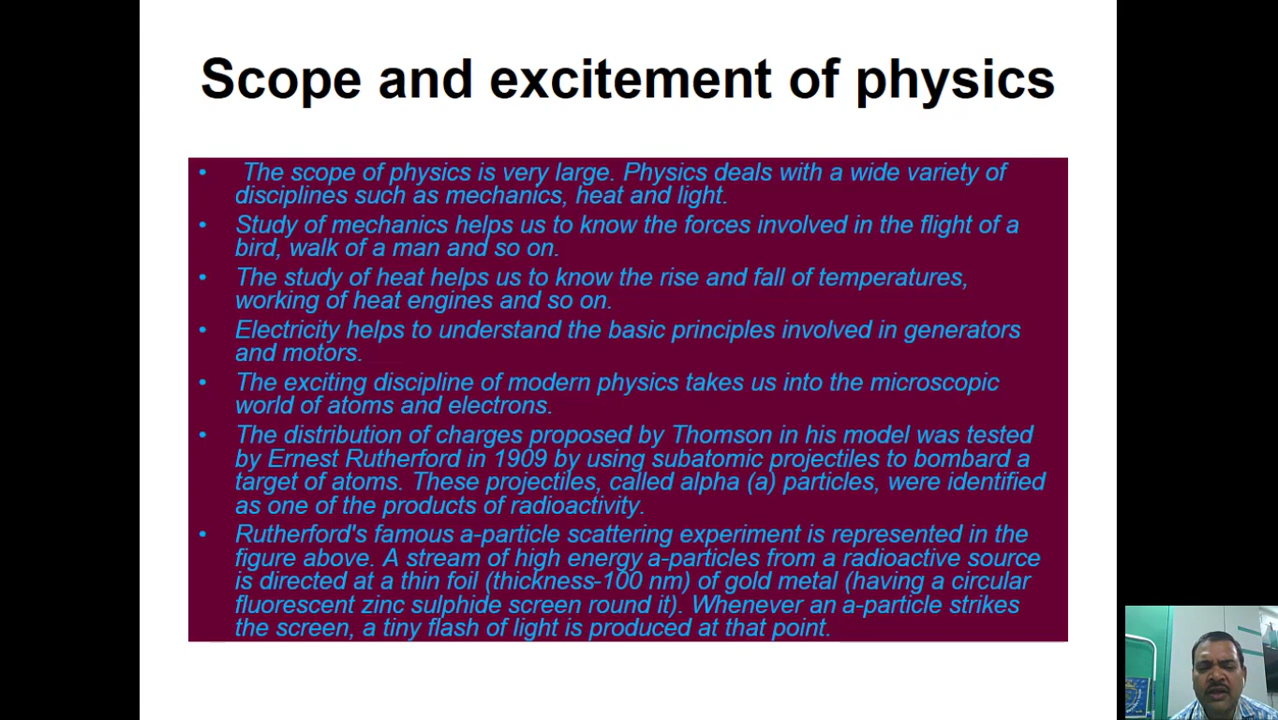 Scope and excitement of physics
• The scope of physics is very large. Physics deals with a wide variety of
disciplines such as mechanics, heat and light.
• Study of mechanics helps us to know the forces involved in the flight of a
bird, walk of a man and so on.
• The study of heat helps us to know the rise and fall of temperatures,
working of heat engines and so on.
• Electricity helps to understand the basic principles involved in generators
and motors.
• The exciting discipline of modern physics takes us into the microscopic
world of atoms and electrons.
• The distribution of charges proposed by Thomson in his model was tested
by Ernest Rutherford in 1909 by using subatomic projectiles to bombard a
target of atoms. These projectiles, called alpha (a) particles, were identified
as one of the products of radioactivity.
• Rutherford's famous a-particle scattering experiment is represented in the
figure above. A stream of high energy a-particles from a radioactive source
is directed at a thin foil (thickness-100 nm) of gold metal (having a circular
fluorescent zinc sulphide screen round it). Whenever an a-particle strikes
the screen, a tiny flash of light is produced at that point.